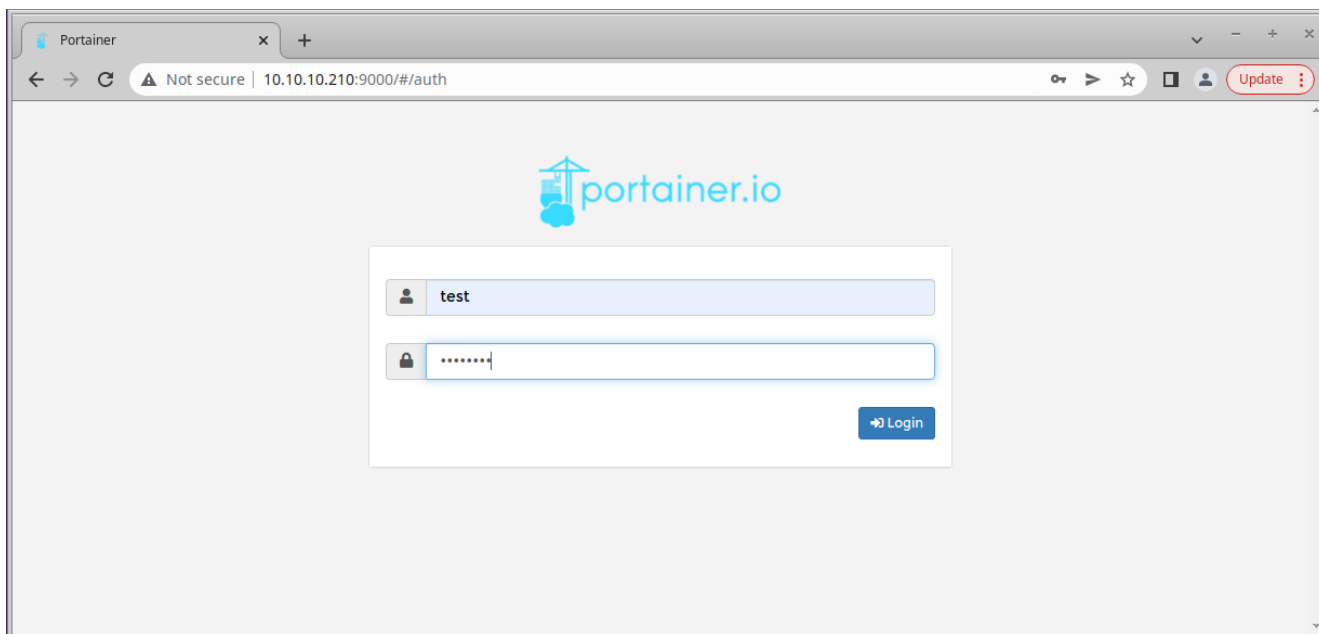 Portainer
Not secure 10.10.10.210:9000/#/auth Update
portainer.io
test
••••••••
Login